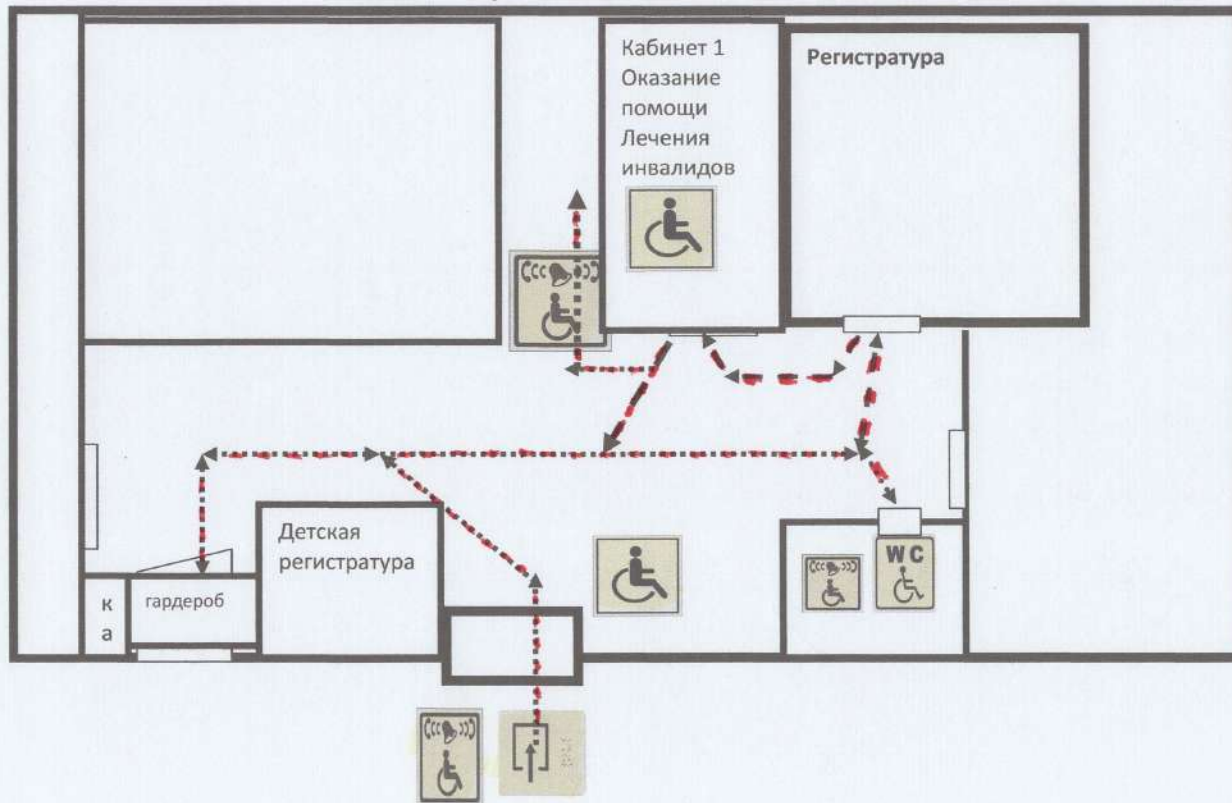 Кабинет 1
Оказание
помощи
Лечения
инвалидов
Регистратура
Детская
регистратура
гардероб
к
а
WC